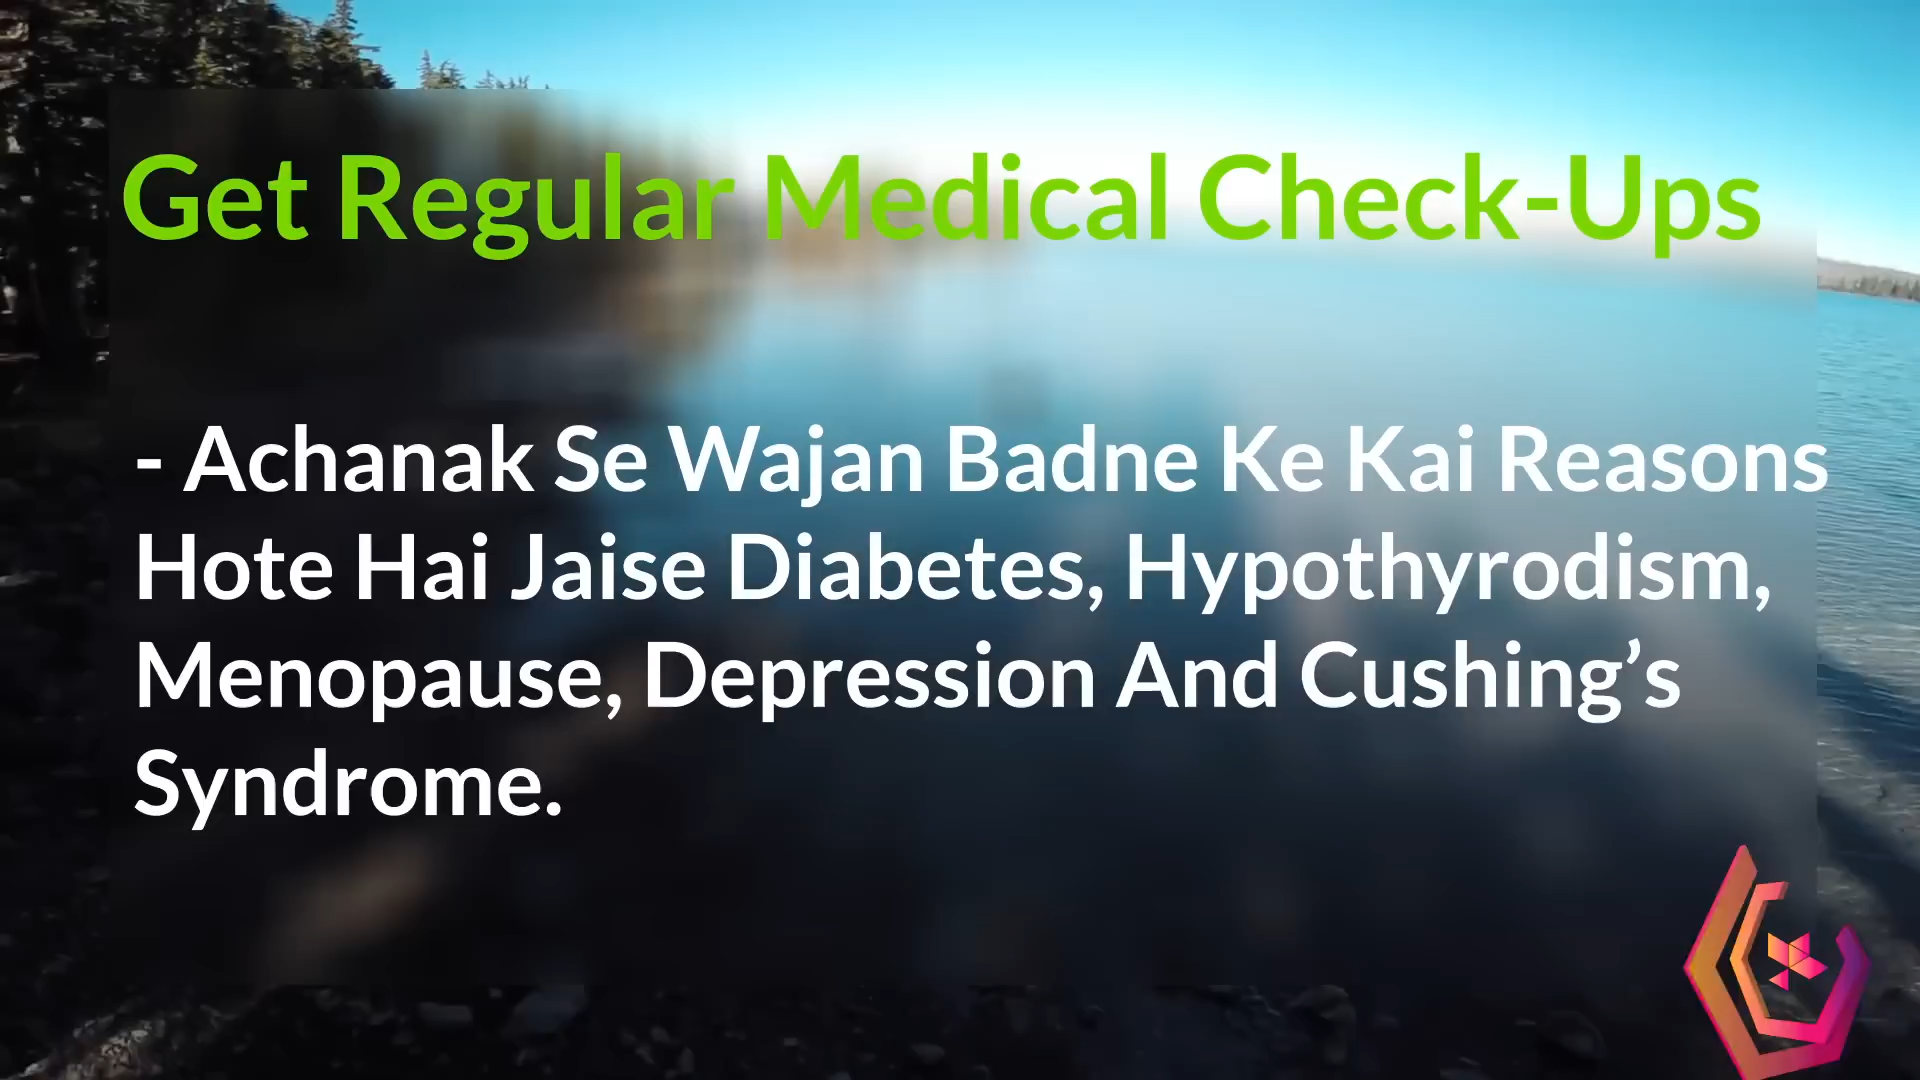 Get Regular Medical Check-Ups
- Achanak Se Wajan Badne Ke Kai Reasons
Hote Hai Jaise Diabetes, Hypothyrodism,
Menopause, Depression And Cushing’s
Syndrome.